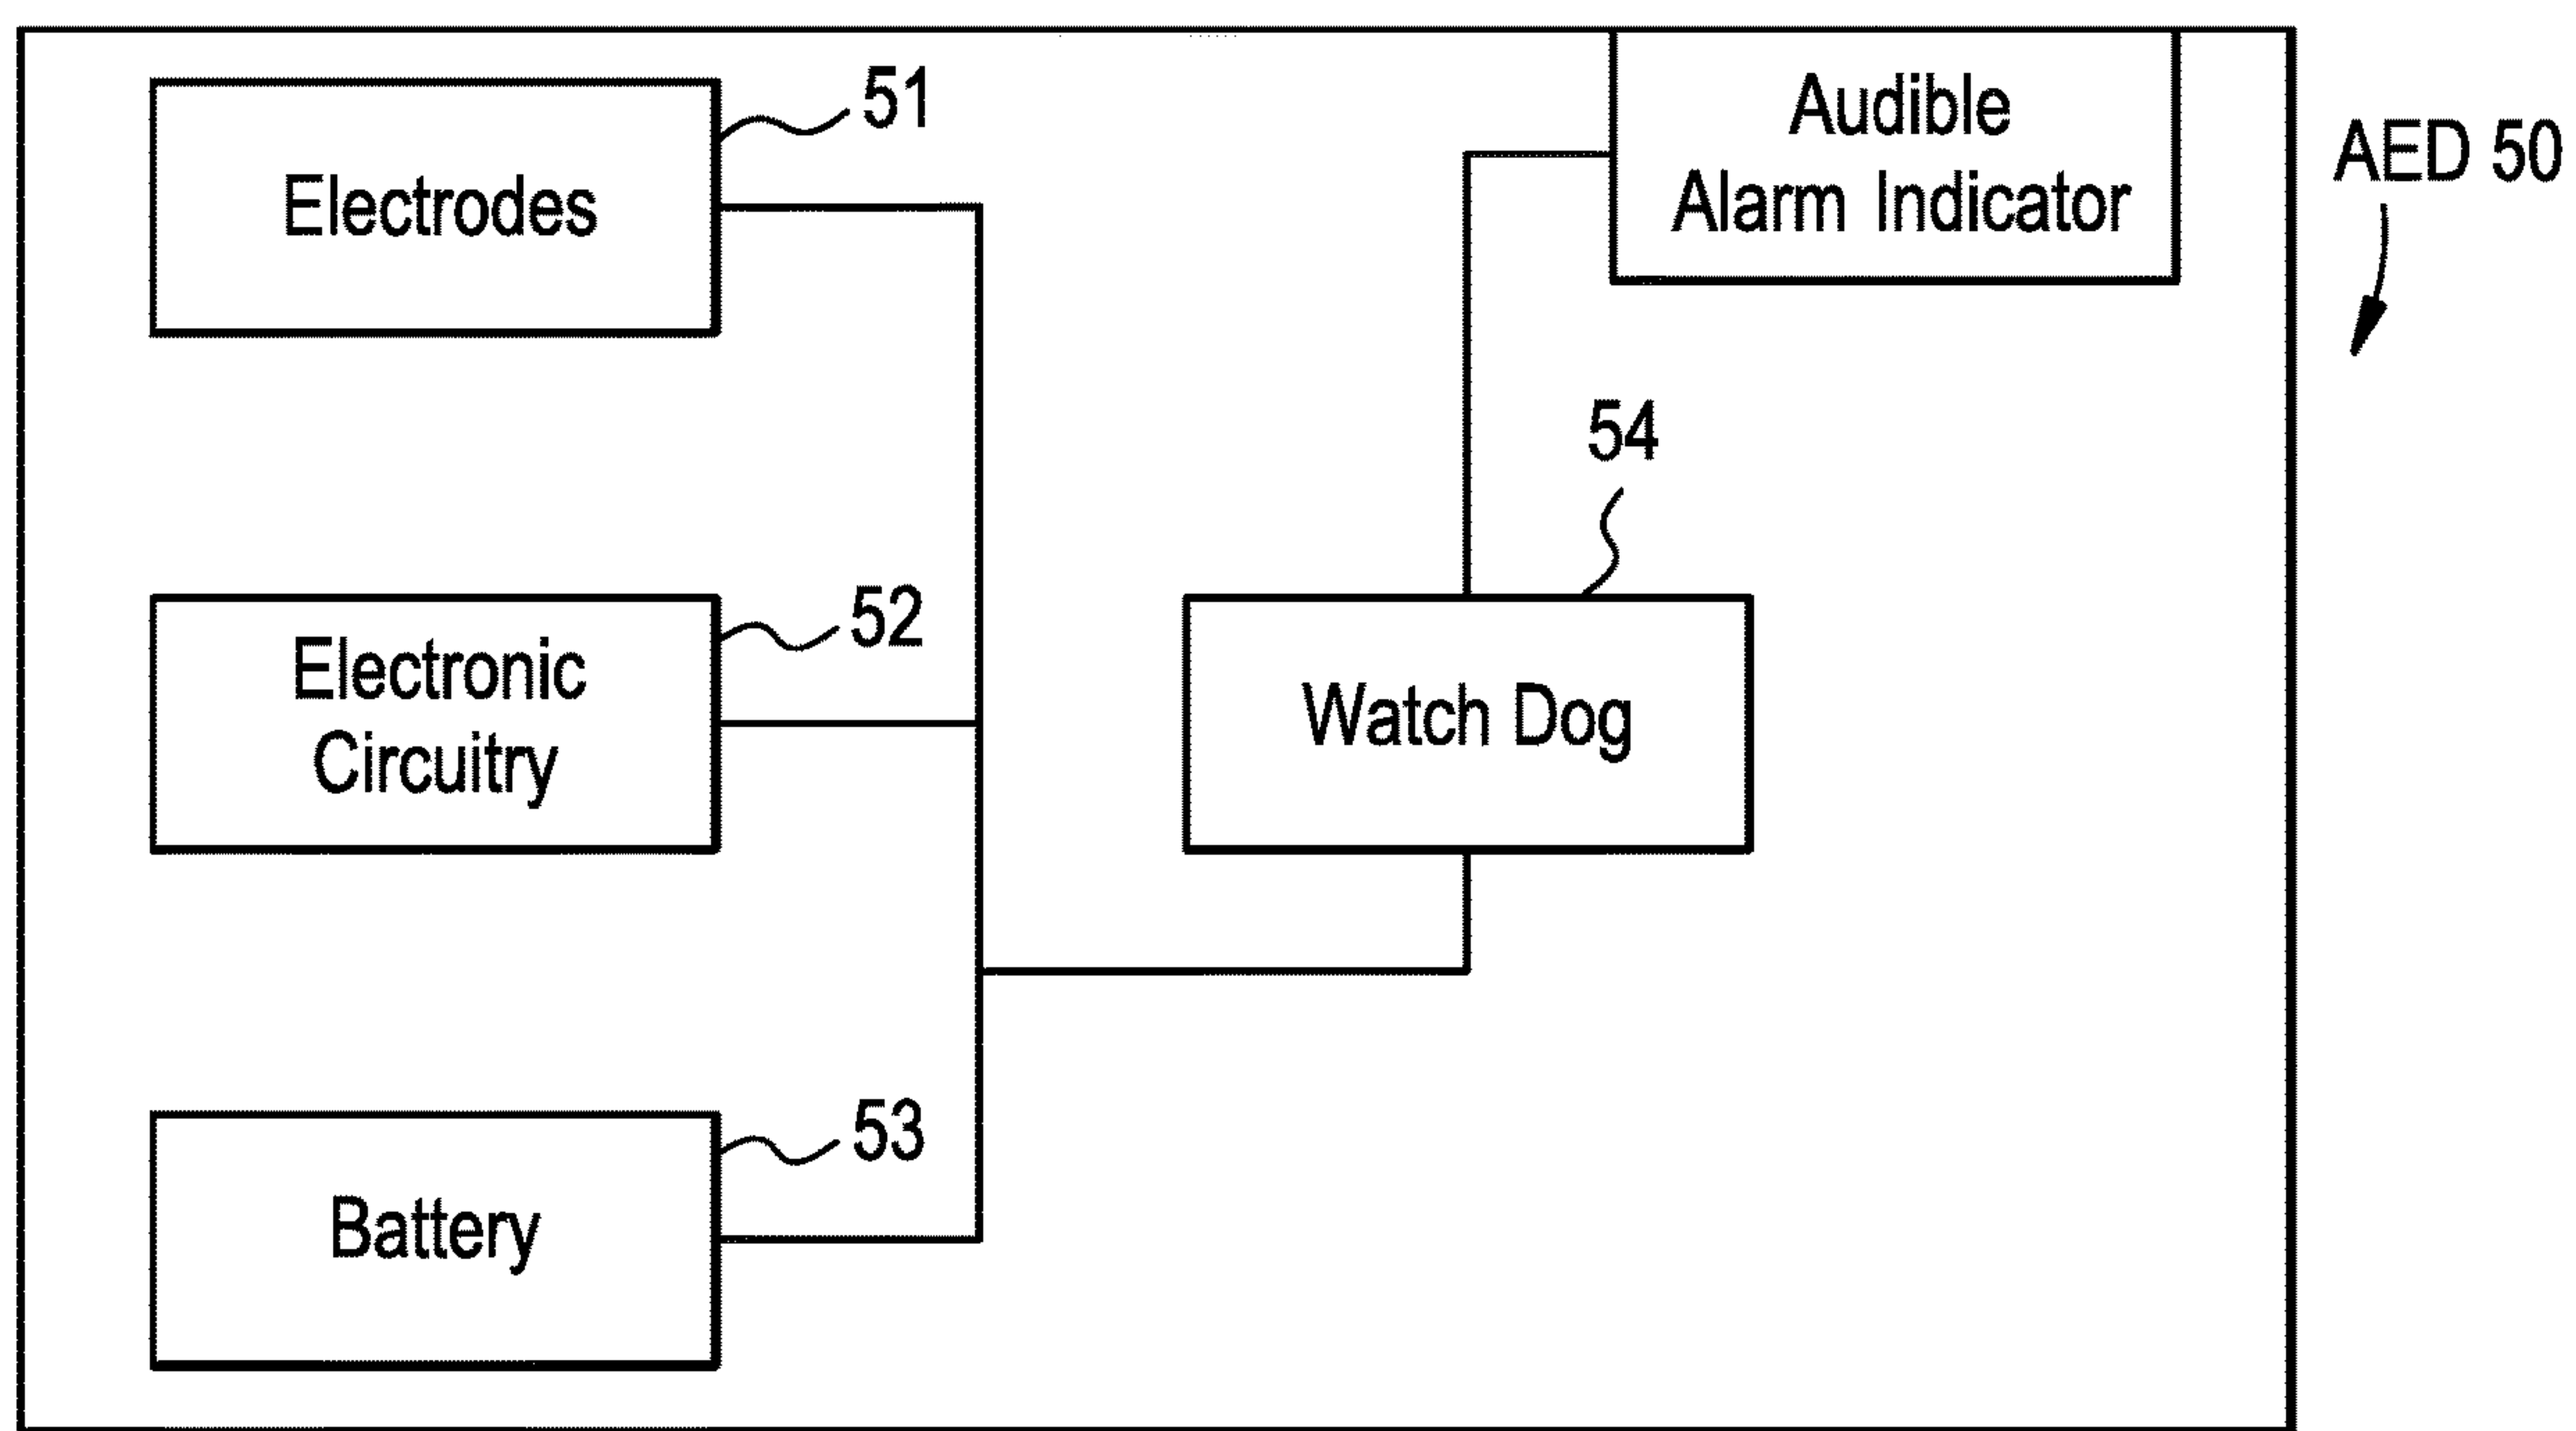 51
Electrodes
Audible
Alarm Indicator
AED 50
54
52
Electronic
Circuitry
Watch Dog
53
Battery